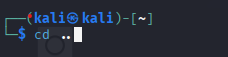 ┌──(kali㉿kali)-[~]
└─$ cd ..